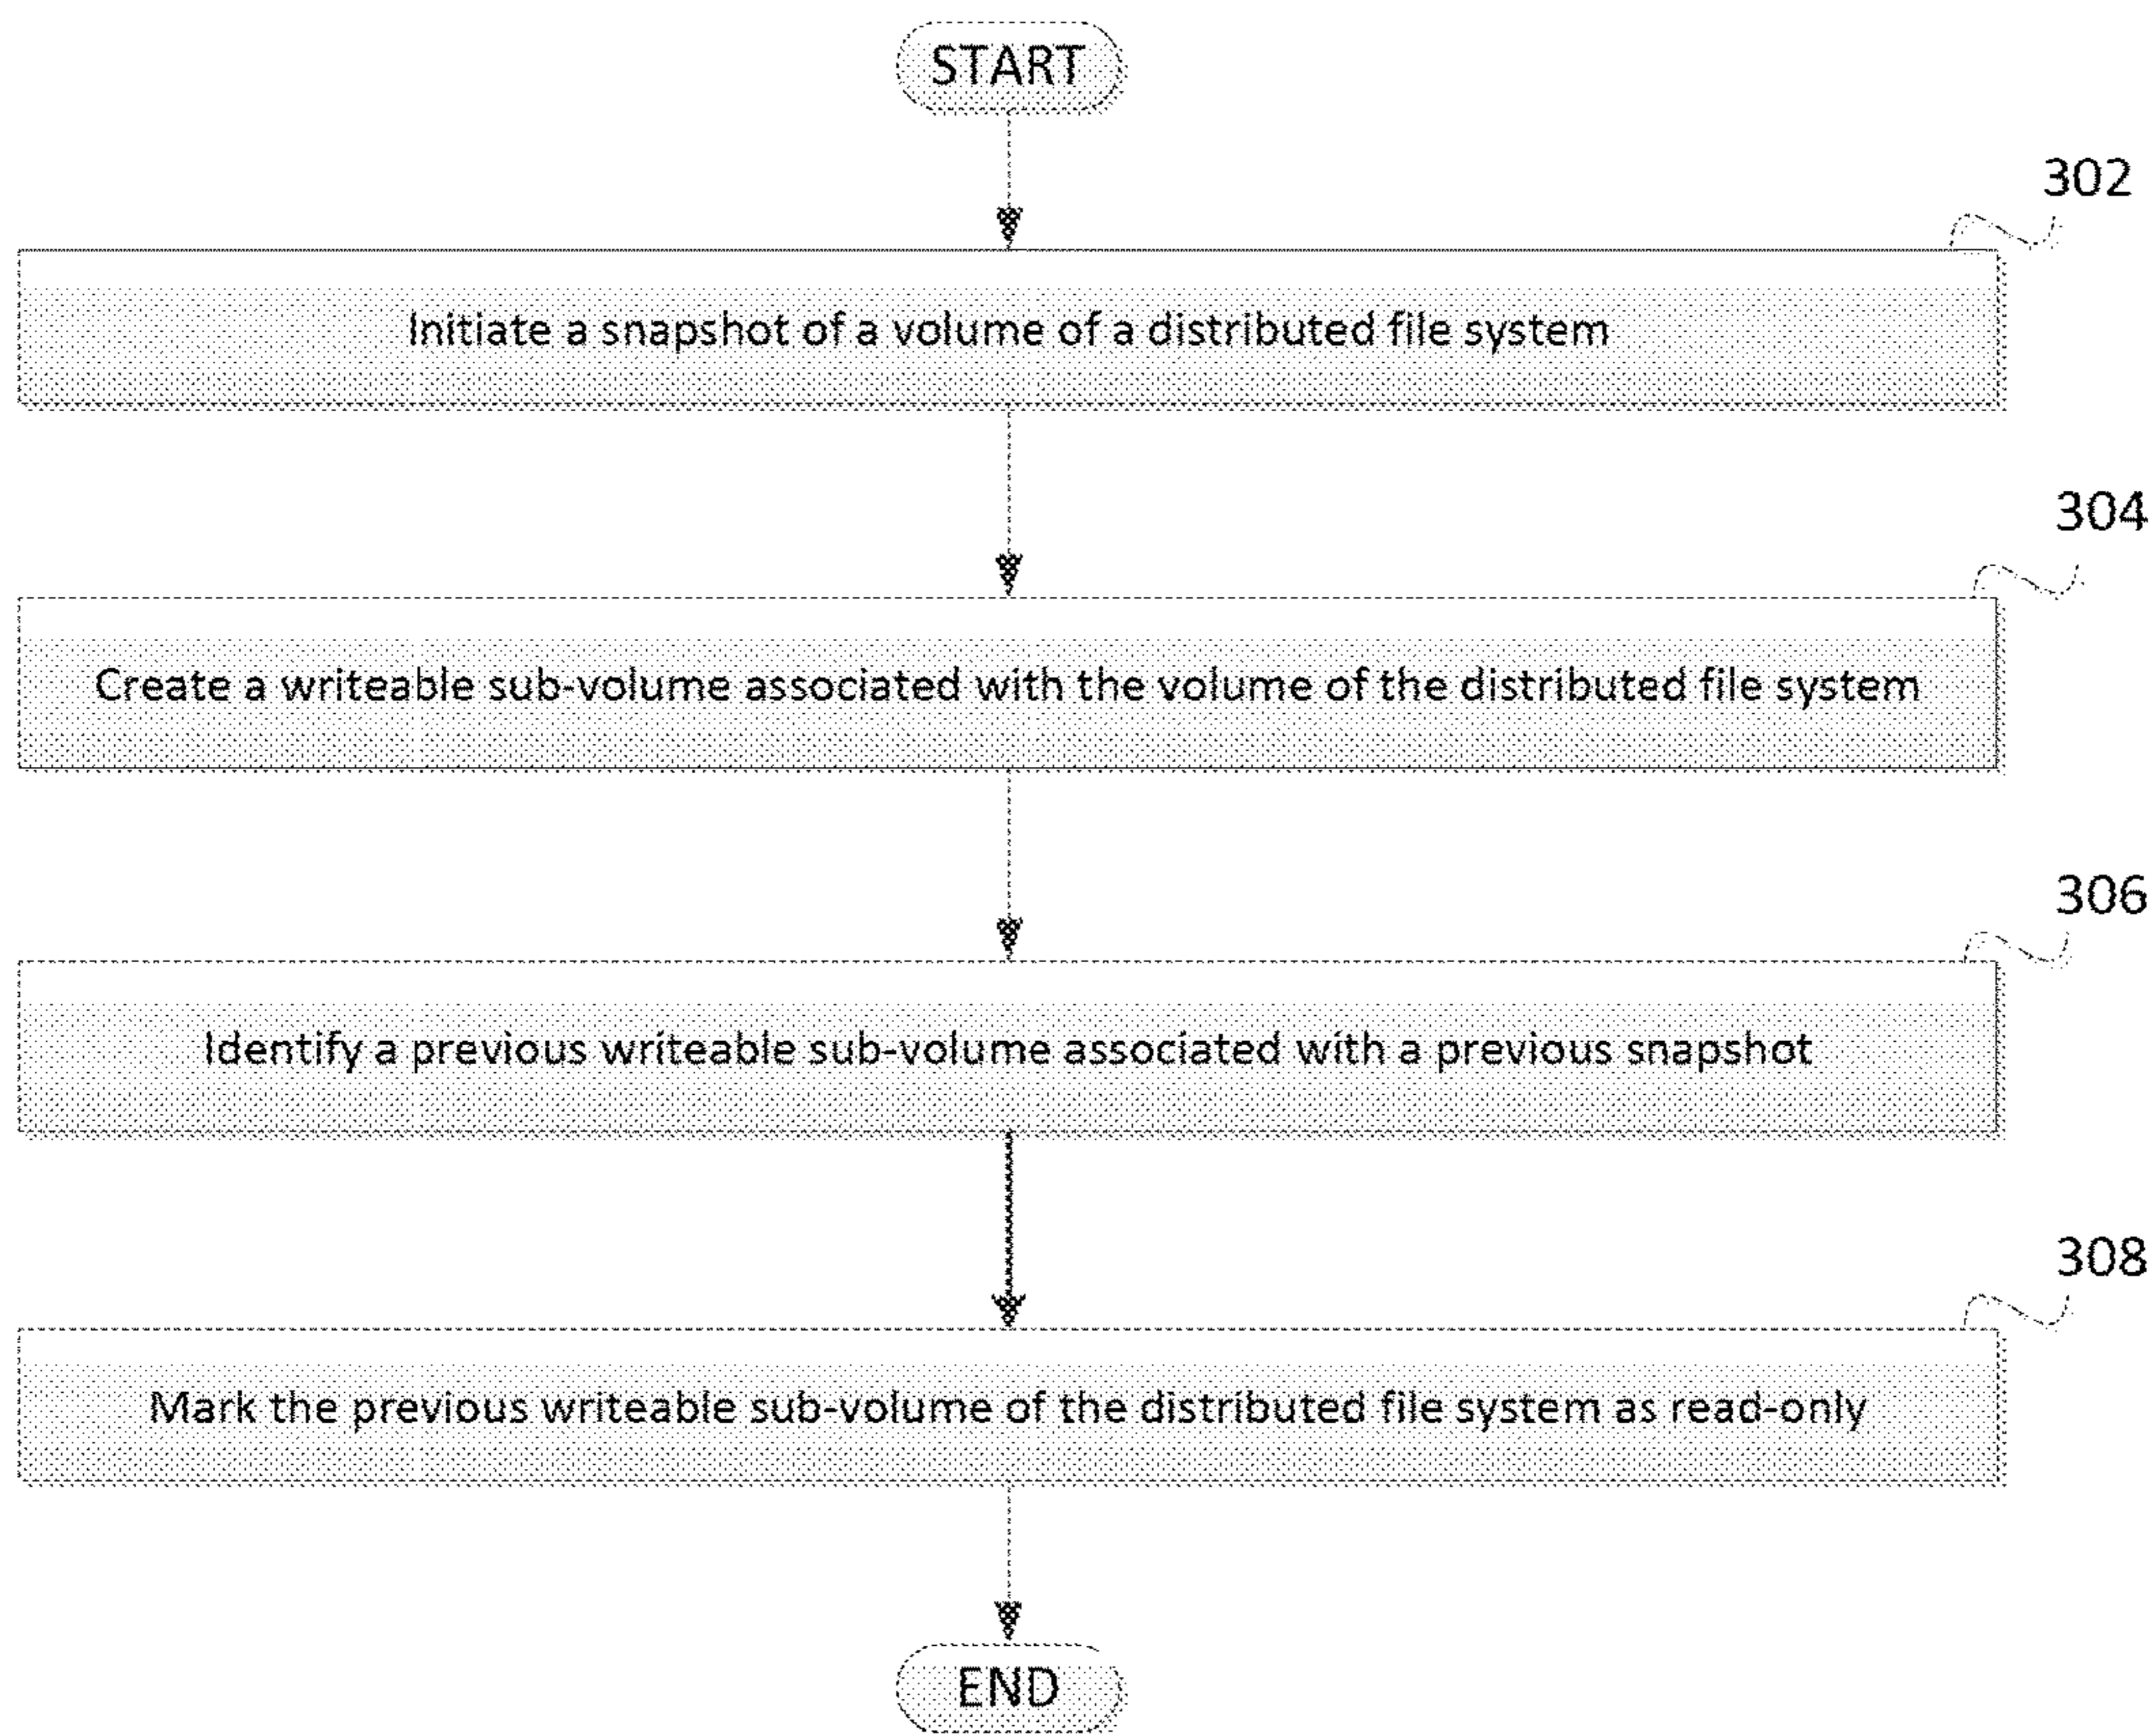 START
302
Initiate a snapshot of a volume of a distributed file system
304
Create a writeable sub-volume associated with the volume of the distributed file system
306
Identify a previous writeable sub-volume associated with a previous snapshot
308
Mark the previous writeable sub-volume of the distributed file system as read-only
END